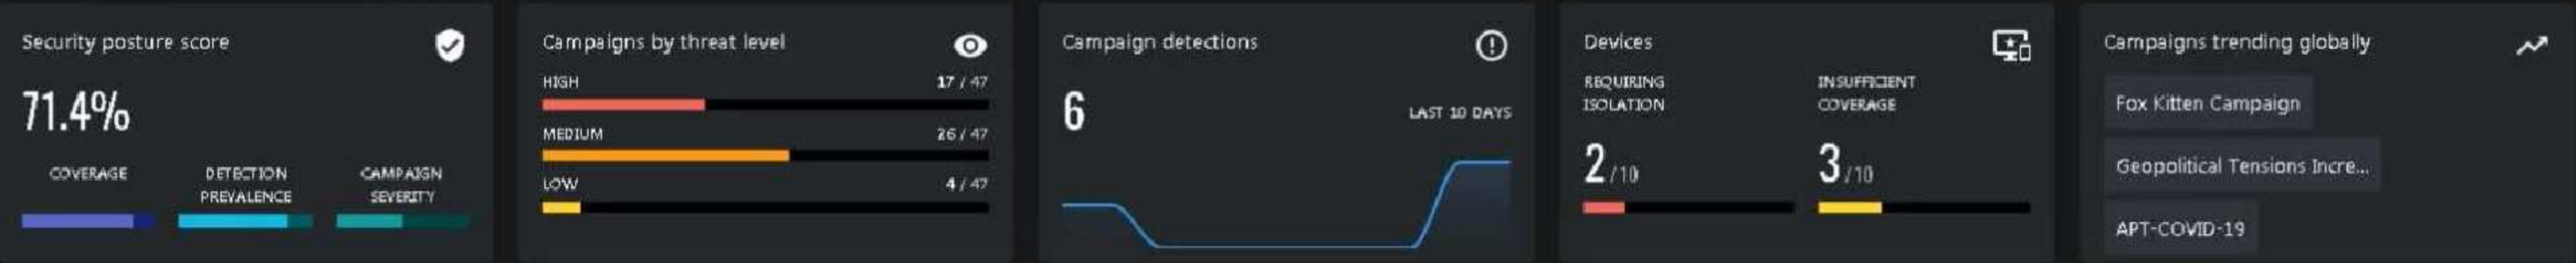 Security posture score
71.4%
COVERAGE
DETECTION
PREVALENCE
CAMPAIGN
SEVERITY
Campaigns by threat level
HIGH 17 / 47
MEDIUM 26 / 47
LOW 4 / 47
Campaign detections
6
LAST 10 DAYS
Devices
REQUIRING
ISOLATION
2 /10
INSUFFICIENT
COVERAGE
3 /10
Campaigns trending globally
Fox Kitten Campaign
Geopolitical Tensions Incre...
APT-COVID-19